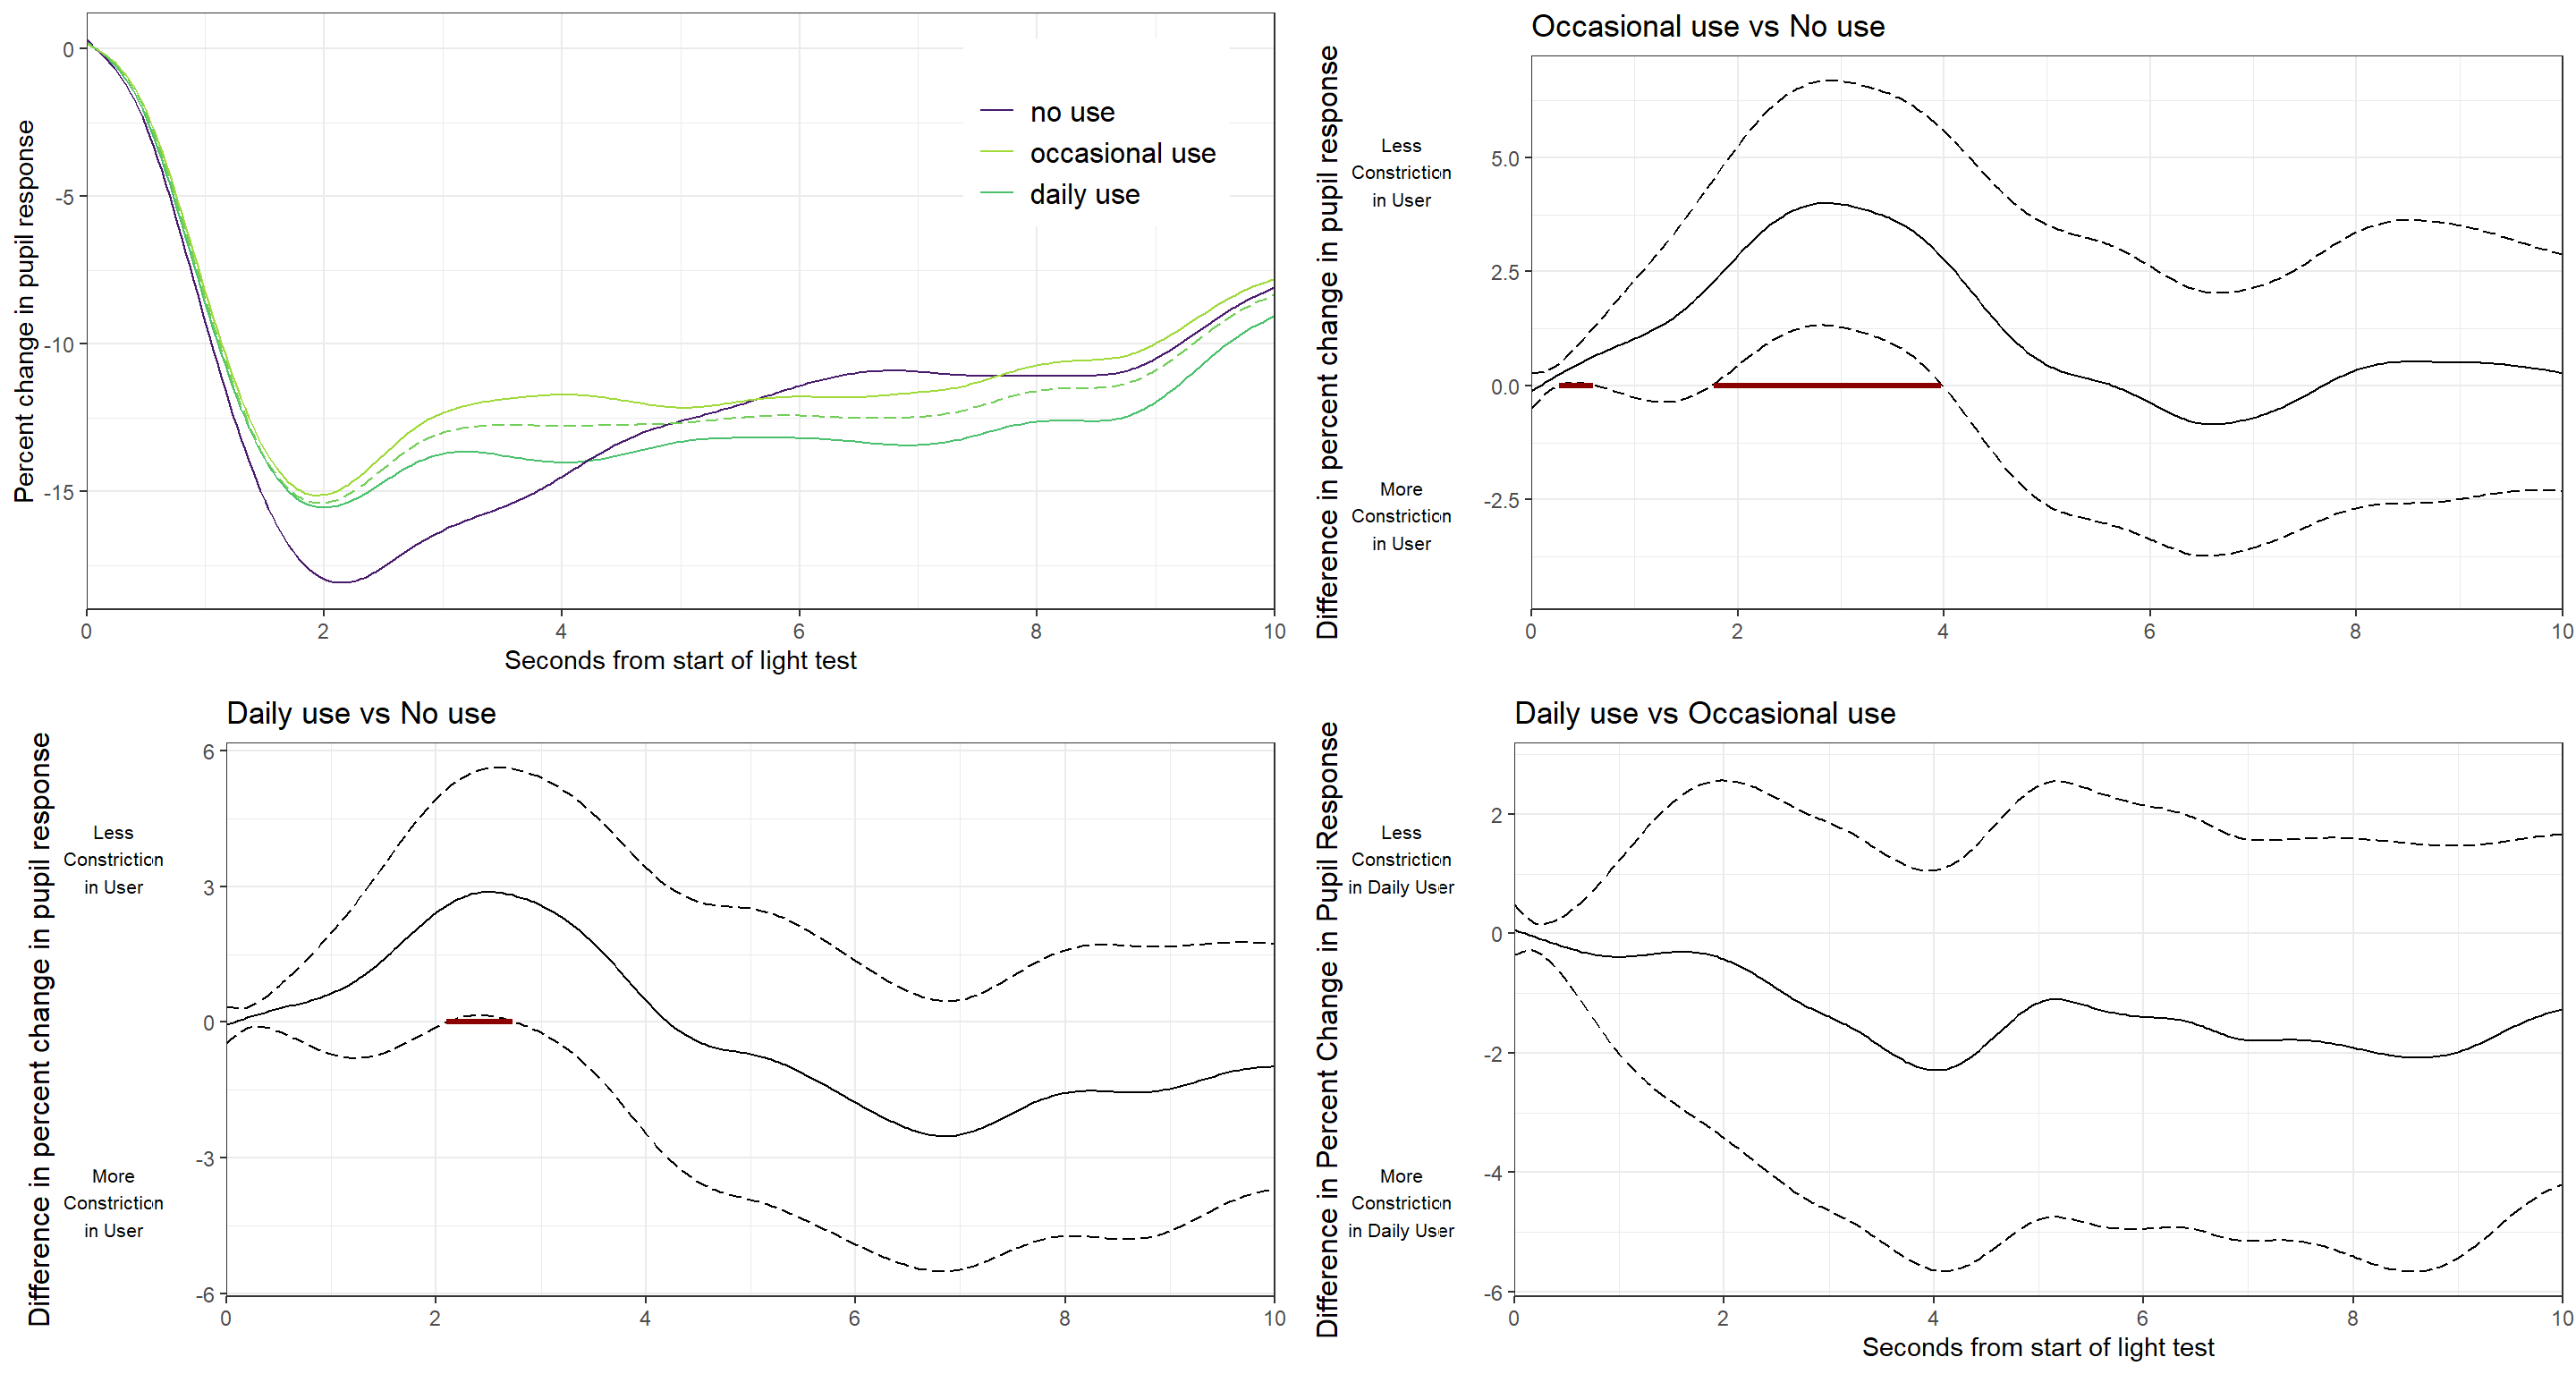 Percent change in pupil response
0
-5
-10
-15
no use
occasional use
daily use
0 2 4 6 8 10
Seconds from start of light test
Occasional use vs No use
Difference in percent change in pupil response
Less
Constriction
in User
More
Constriction
in User
5.0
2.5
0.0
-2.5
0 2 4 6 8 10
Daily use vs No use
Difference in percent change in pupil response
Less
Constriction
in User
More
Constriction
in User
6
3
0
-3
-6
0 2 4 6 8 10
Daily use vs Occasional use
Difference in Percent Change in Pupil Response
Less
Constriction
in Daily User
More
Constriction
in Daily User
2
0
-2
-4
-6
0 2 4 6 8 10
Seconds from start of light test